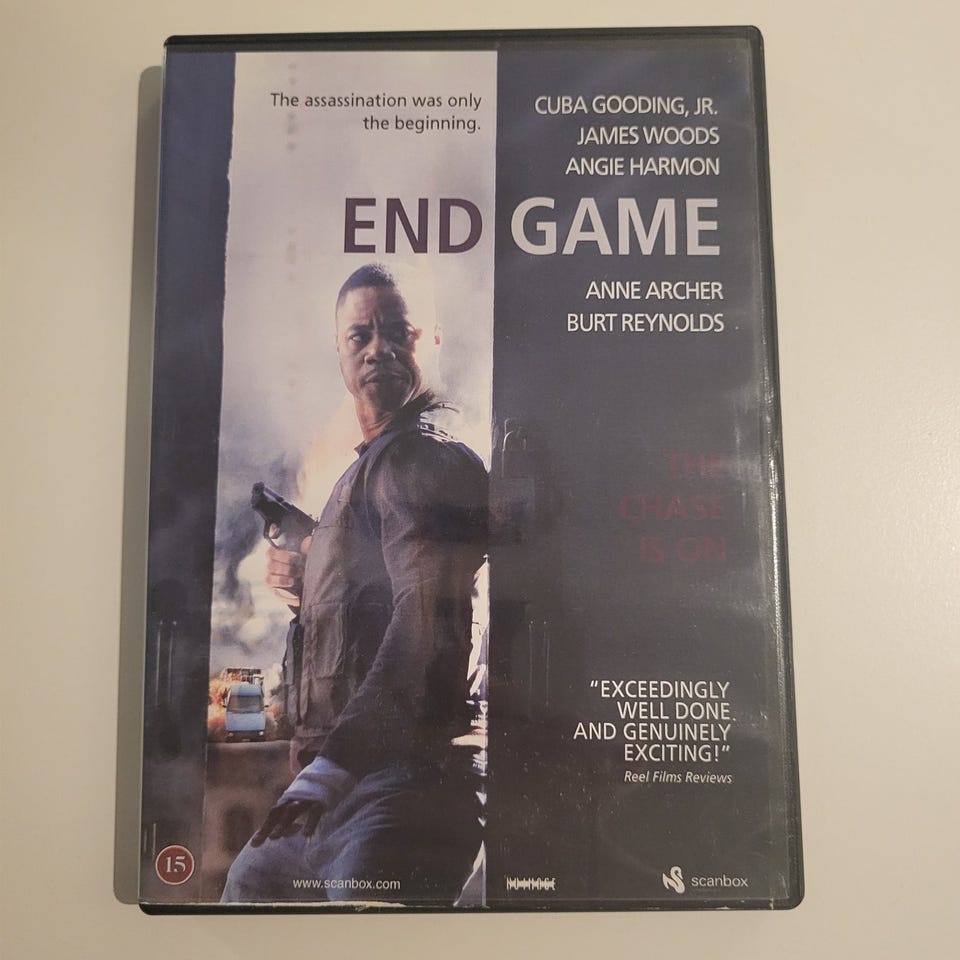 The assassination was only
the beginning.
CUBA GOODING, JR.
JAMES WOODS
ANGIE HARMON
END GAME
ANNE ARCHER
BURT REYNOLDS
THE
CHASE
IS ON
"EXCEEDINGLY
WELL DONE
AND GENUINELY
EXCITING!"
Reel Films Reviews
15
www.scanbox.com
scanbox